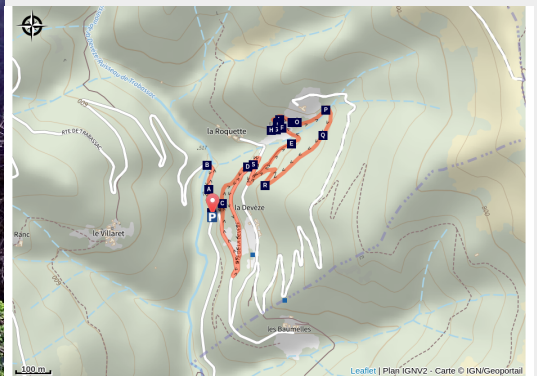 la Roquette
RTE DE TRABASSAC
P
O
H
F
E
Q
B
D
S
R
A
C
la Devèze
P
le Villaret
Ranc
les Baumelles
100 m
Leaflet | Plan IGNV2 - Carte © IGN/Geoportail